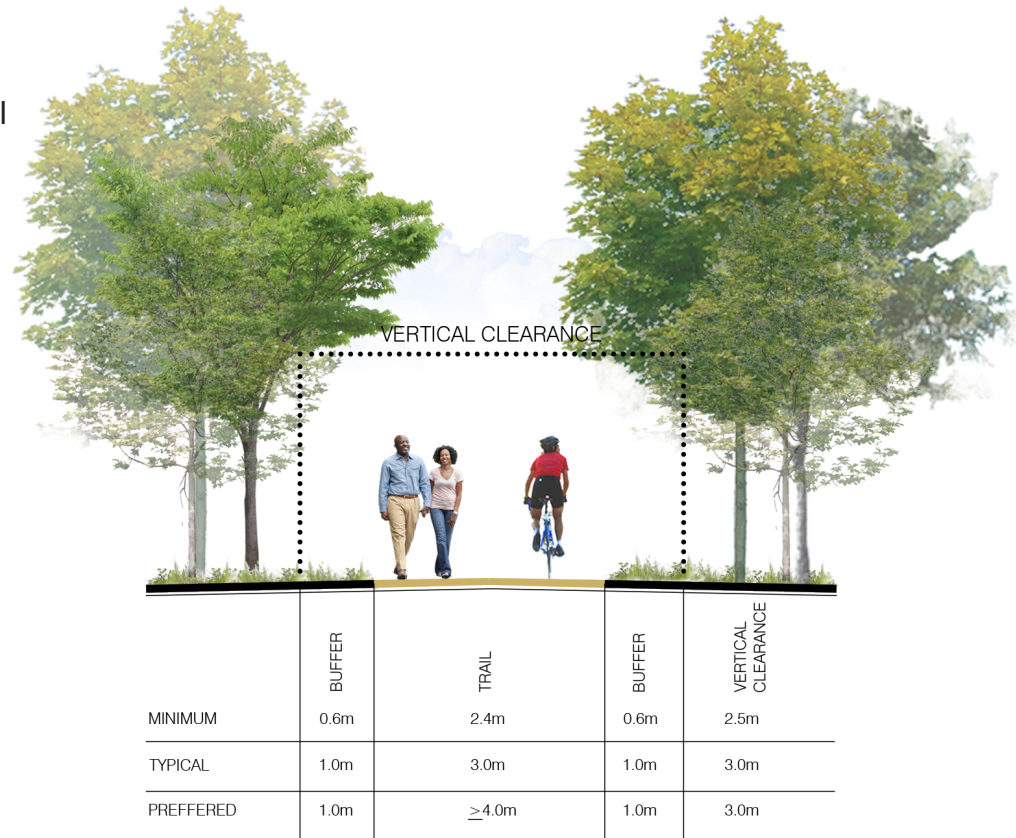 l
VERTICAL CLEARANCE
BUFFER
TRAIL
BUFFER
VERTICAL
CLEARANCE
MINIMUM 0.6m 2.4m 0.6m 2.5m
TYPICAL 1.0m 3.0m 1.0m 3.0m
PREFFERED 1.0m ≥4.0m 1.0m 3.0m